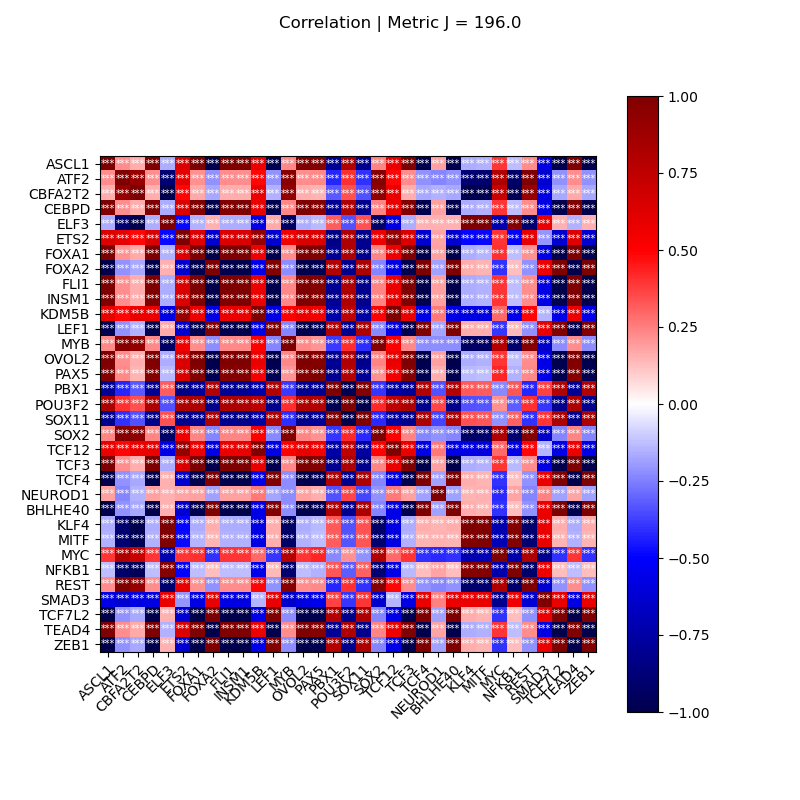 Correlation | Metric J = 196.0
ASCL1
ATF2
CBFA2T2
CEBPD
ELF3
ETS2
FOXA1
FOXA2
FLI1
INSM1
KDM5B
LEF1
MYB
OVOL2
PAX5
PBX1
POU3F2
SOX11
SOX2
TCF12
TCF3
TCF4
NEUROD1
BHLHE40
KLF4
MITF
MYC
NFKB1
REST
SMAD3
TCF7L2
TEAD4
ZEB1
ASCL1
ATF2
CBFA2T2
CEBPD
ELF3
ETS2
FOXA1
FOXA2
FLI1
INSM1
KDM5B
LEF1
MYB
OVOL2
PAX5
PBX1
POU3F2
SOX11
SOX2
TCF12
TCF3
TCF4
NEUROD1
BHLHE40
KLF4
MITF
MYC
NFKB1
REST
SMAD3
TCF7L2
TEAD4
ZEB1
1.00
0.75
0.50
0.25
0.00
−0.25
−0.50
−0.75
−1.00